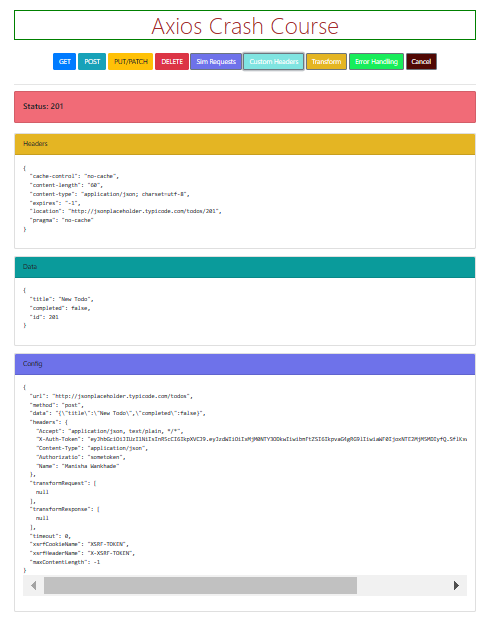 Axios Crash Course
GET POST PUT/PATCH DELETE Sim Requests Custom Headers Transform Error Handling Cancel
Status: 201
Headers
{
"cache-control": "no-cache",
"content-length": "60",
"content-type": "application/json; charset=utf-8",
"expires": "-1",
"location": "http://jsonplaceholder.typicode.com/todos/201",
"pragma": "no-cache"
}
Data
{
"title": "New Todo",
"completed": false,
"id": 201
}
Config
{
"url": "http://jsonplaceholder.typicode.com/todos",
"method": "post",
"data": "{\"title\":\"New Todo\",\"completed\":false}",
"headers": {
"Accept": "application/json, text/plain, */*",
"X-Auth-Token":
"Content-Type": "application/json",
"Authorizatio": "sometoken",
"Name": "Manisha Wankhade"
},
"transformRequest": [
null
],
"transformResponse": [
null
],
"timeout": 0,
"xsrfCookieName": "XSRF-TOKEN",
"xsrfHeaderName": "X-XSRF-TOKEN",
"maxContentLength": -1
}